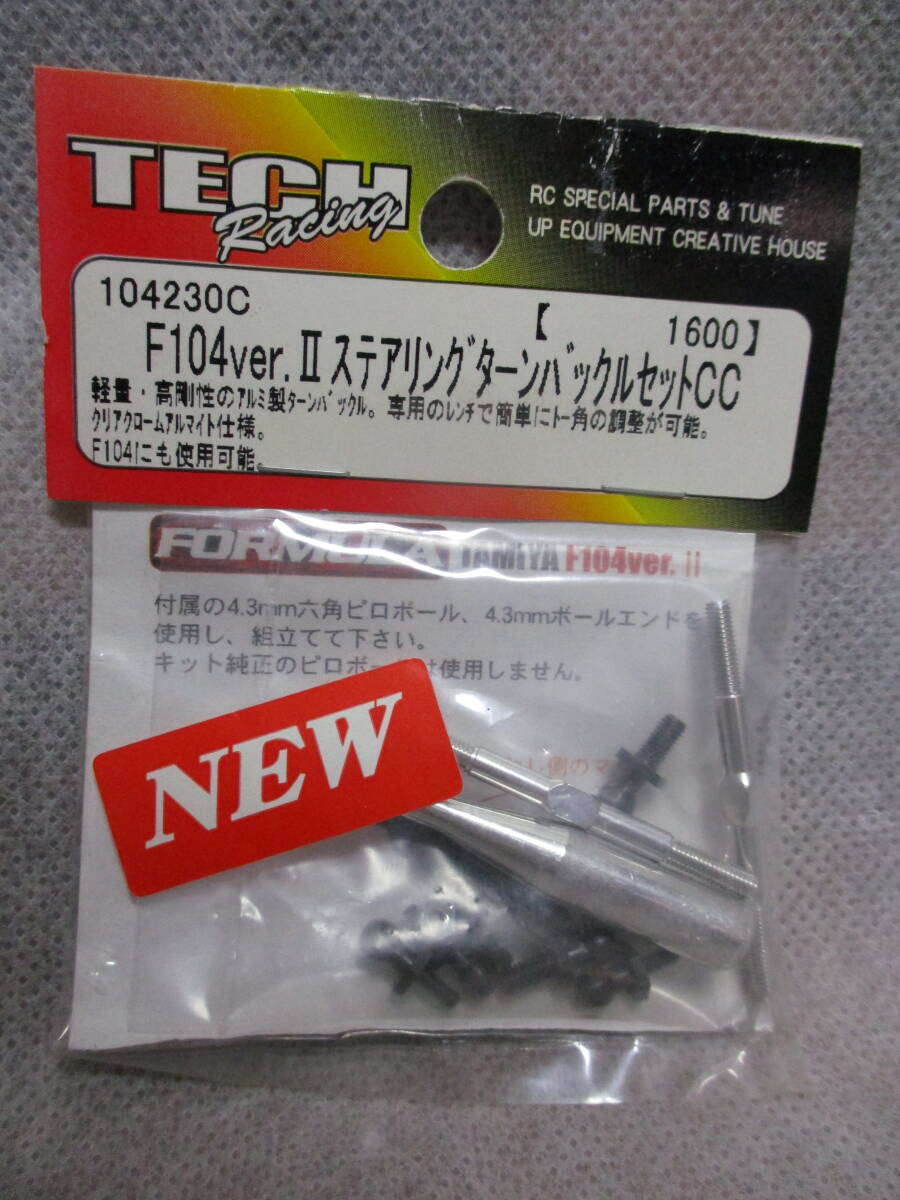 TECH
Racing
RC SPECIAL PARTS & TUNE
UP EQUIPMENT CREATIVE HOUSE
104230C 【 1600】
F104ver.ⅡステアリングターンバックルセットCC
軽量・高剛性のアルミ製ターンバックル。専用のレンチで簡単にトー角の調整が可能。
クリアクロームアルマイト仕様。
F104にも使用可能。
FORMULA TAMIYA F104ver.ii
付属の4.3mm六角ピロボール、4.3mmボールエンドを
使用し、組立てて下さい。
キット純正のピロボ は使用しません。
し側のマ
NEW